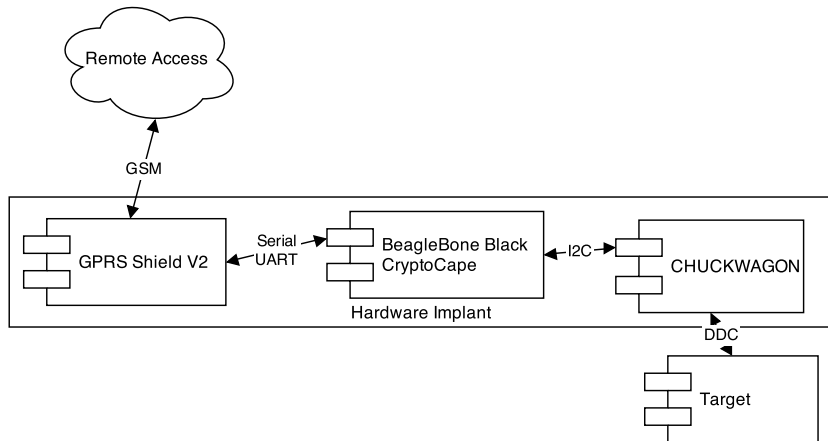 Remote Access
GSM
GPRS Shield V2
Serial
UART
BeagleBone Black
CryptoCape
I2C
CHUCKWAGON
Hardware Implant
DDC
Target